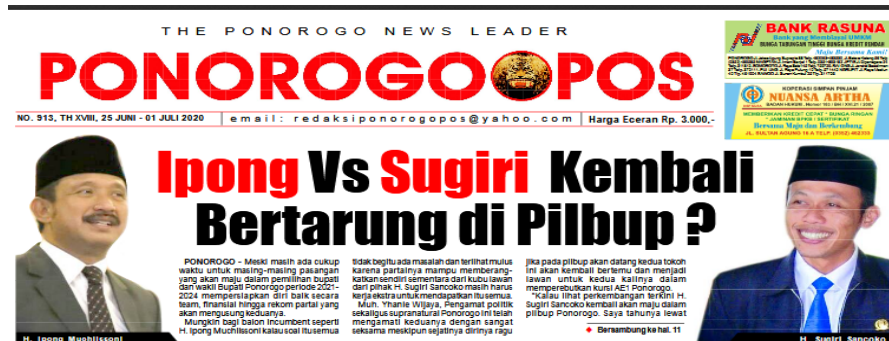 THE PONOROGO NEWS LEADER
PONOROGO POS
BANK RASUNA
Bank yang Membiayai UMKM
BUNGA TABUNGAN TINGGI BUNGA KREDIT RENDAH
Maju Bersama Kami!
KOPERASI SIMPAN PINJAM
NUANSA ARTHA
MEMBERIKAN KREDIT CEPAT * BUNGA RINGAN
* JAMINAN BPKB / SERTIFIKAT
Bersama Maju dan Berkembang
NO. 913, TH XVIII, 25 JUNI - 01 JULI 2020
email: redaksiponorogopos@yahoo.com
Harga Eceran Rp. 3.000,-
Ipong Vs Sugiri Kembali
Bertarung di Pilbup ?
PONOROGO - Meski masih ada cukup
waktu untuk masing-masing pasangan
yang akan maju dalam pemilihan bupati
dan wakil Bupati Ponorogo periode 2021-
2024 mempersiapkan diri baik secara
team, finansial hingga rekom partai yang
akan mengusung keduanya.
Mungkin bagi balon Incumbent seperti
H. Ipong Muchlissoni kalau soal itu semua
tidak begitu ada masalah dan terlihat mulus
karena partainya mampu memberang-
katkan sendiri sementara dari kubu lawan
dari pihak H. Sugiri Sancoko masih harus
kerja ekstra untuk mendapatkan itu semua.
Muh. Yhanie Wijaya, Pengamat politik
sekaligus supranatural Ponorogo ini telah
mengamati keduanya dengan sangat
seksama meskipun sejatinya dirinya ragu
jika pada pilbup akan datang kedua tokoh
ini akan kembali bertemu dan menjadi
lawan untuk kedua kalinya dalam
memperebutkan kursi AE1 Ponorogo.
"Kalau lihat perkembangan terkini H.
Sugiri Sancoko kembali akan maju dalam
pilbup Ponorogo. Saya tahunya lewat
◆ Bersambung ke hal. 11
H. Ipong Muchlissoni
H. Sugiri Sancoko